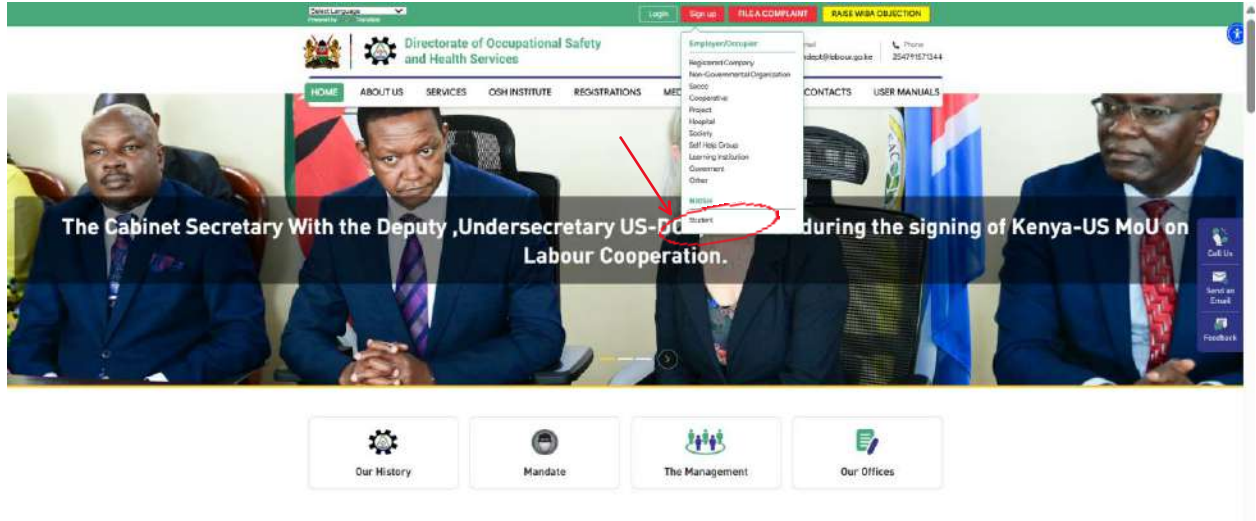 Select Language
Powered by Translate
Login
Sign up
FILE A COMPLAINT
RAISE WIBA OBJECTION
Directorate of Occupational Safety
and Health Services
Phone
254791571344
HOME
ABOUT US
SERVICES
OSH INSTITUTE
REGISTRATIONS
CONTACTS
USER MANUALS
Employer/Occupier
Registered Company
Non-Governmental Organization
Sacco
Cooperative
Project
Hospital
Society
Self Help Group
Learning Institution
Other
Student
The Cabinet Secretary With the Deputy ,Undersecretary US- during the signing of Kenya-US MoU on
Labour Cooperation.
Call Us
Send an
Email
Feedback
Our History
Mandate
The Management
Our Offices